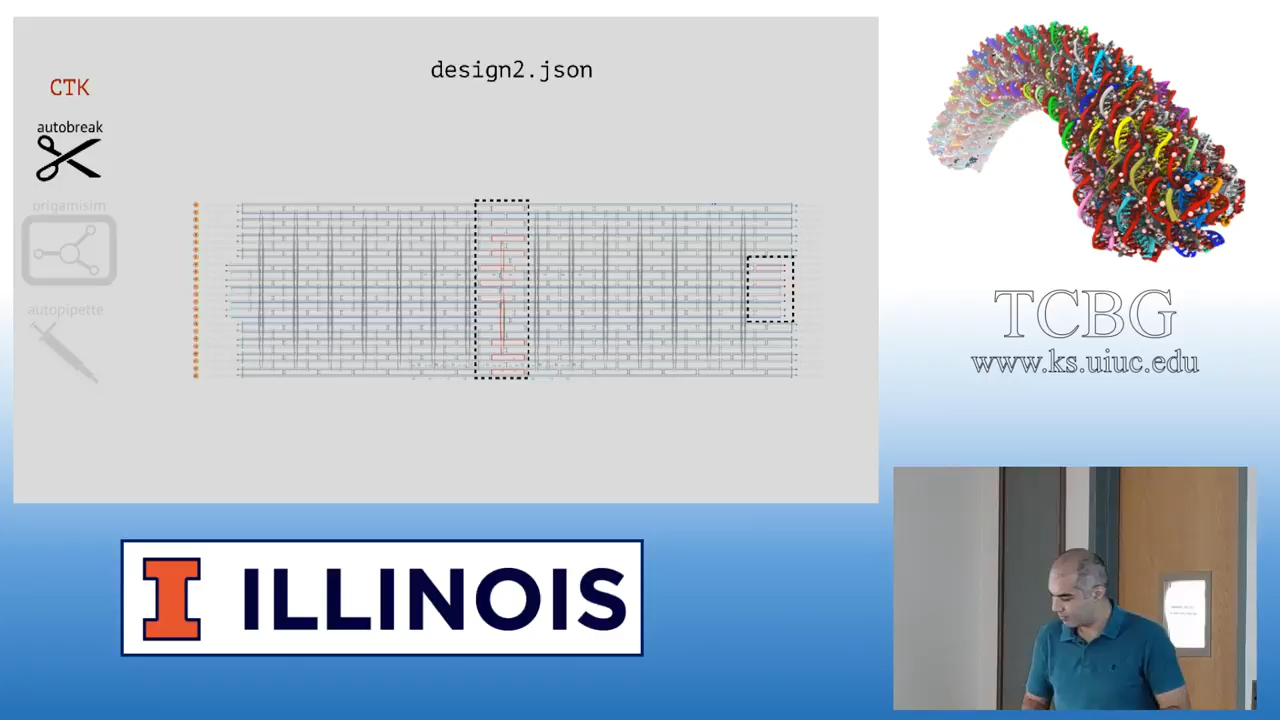 design2.json
CTK
autobreak
origamisim
autopipette
TCBG
www.ks.uiuc.edu
I ILLINOIS